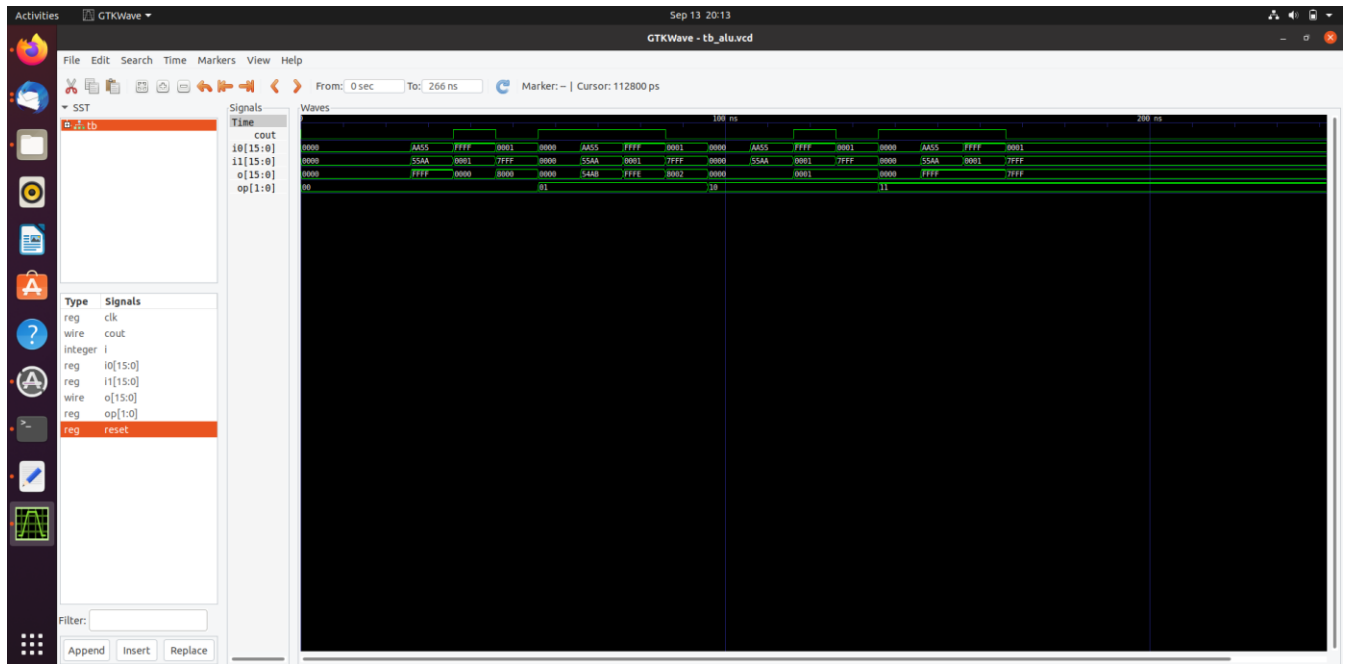 Activities GTKWave Sep 13 20:13
GTKWave - tb_alu.vcd
File Edit Search Time Markers View Help
From: 0 sec To: 266 ns Marker: -- | Cursor: 112800 ps
SST
tb
Type Signals
reg clk
wire cout
integer i
reg i0[15:0]
reg i1[15:0]
wire o[15:0]
reg op[1:0]
reg reset
Filter:
Append Insert Replace
Signals
Time
cout
i0[15:0]
i1[15:0]
o[15:0]
op[1:0]
Waves
100 ns 200 ns
0000 AA55 FFFF 0001 0000 AA55 FFFF 0001 0000 AA55 FFFF 0001 0000 AA55 FFFF 0001
0000 55AA 0001 7FFF 0000 55AA 0001 7FFF 0000 55AA 0001 7FFF 0000 55AA 0001 7FFF
0000 FFFF 0000 8000 0000 54AB FFFE 8002 0000 0001 0000 FFFF 7FFF
00 01 10 11